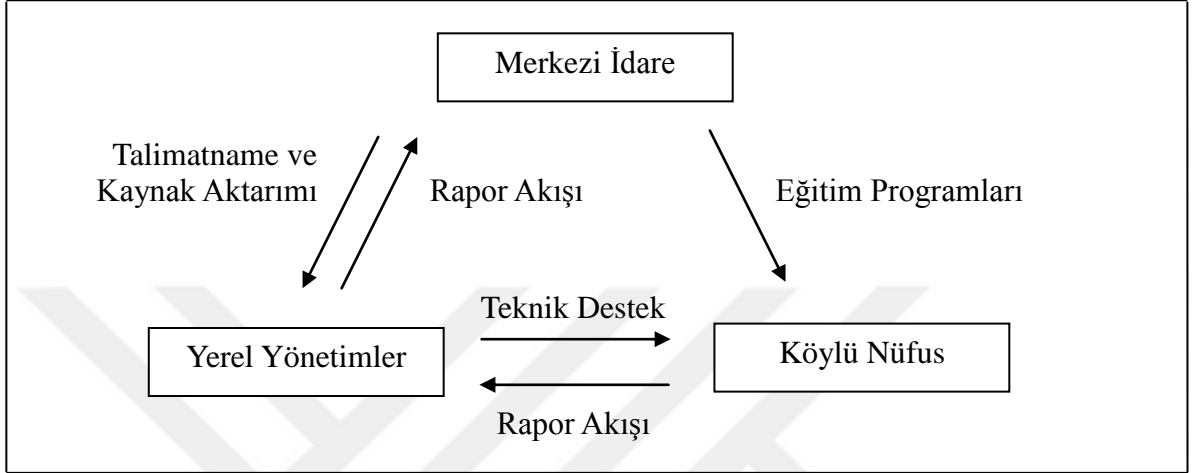 Merkezi İdare
Talimatname ve
Kaynak Aktarımı
Rapor Akışı
Eğitim Programları
Teknik Destek
Yerel Yönetimler
Köylü Nüfus
Rapor Akışı